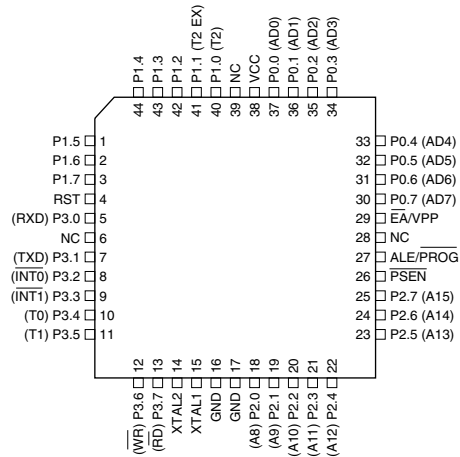 P1.4
P1.3
P1.2
P1.1 (T2 EX)
P1.0 (T2)
NC
VCC
P0.0 (AD0)
P0.1 (AD1)
P0.2 (AD2)
P0.3 (AD3)
44
43
42
41
40
39
38
37
36
35
34
P1.5 1
P1.6 2
P1.7 3
RST 4
(RXD) P3.0 5
NC 6
(TXD) P3.1 7
(INT0) P3.2 8
(INT1) P3.3 9
(T0) P3.4 10
(T1) P3.5 11
33 P0.4 (AD4)
32 P0.5 (AD5)
31 P0.6 (AD6)
30 P0.7 (AD7)
29 EA/VPP
28 NC
27 ALE/PROG
26 PSEN
25 P2.7 (A15)
24 P2.6 (A14)
23 P2.5 (A13)
12
13
14
15
16
17
18
19
20
21
22
(WR) P3.6
(RD) P3.7
XTAL2
XTAL1
GND
GND
(A8) P2.0
(A9) P2.1
(A10) P2.2
(A11) P2.3
(A12) P2.4